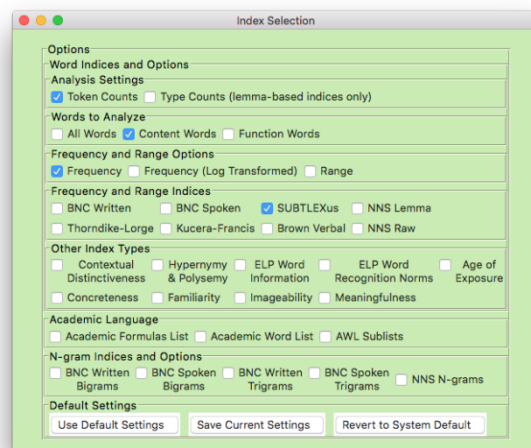 Index Selection
Options
Word Indices and Options
Analysis Settings
Token Counts Type Counts (lemma-based indices only)
Words to Analyze
All Words Content Words Function Words
Frequency and Range Options
Frequency Frequency (Log Transformed) Range
Frequency and Range Indices
BNC Written BNC Spoken SUBTLEXus NNS Lemma
Thorndike-Lorge Kucera-Francis Brown Verbal NNS Raw
Other Index Types
Contextual Hypernymy ELP Word ELP Word Age of
Distinctiveness & Polysemy Information Recognition Norms Exposure
Concreteness Familiarity Imageability Meaningfulness
Academic Language
Academic Formulas List Academic Word List AWL Sublists
N-gram Indices and Options
BNC Written BNC Spoken BNC Written BNC Spoken NNS N-grams
Bigrams Bigrams Trigrams Trigrams
Default Settings
Use Default Settings Save Current Settings Revert to System Default